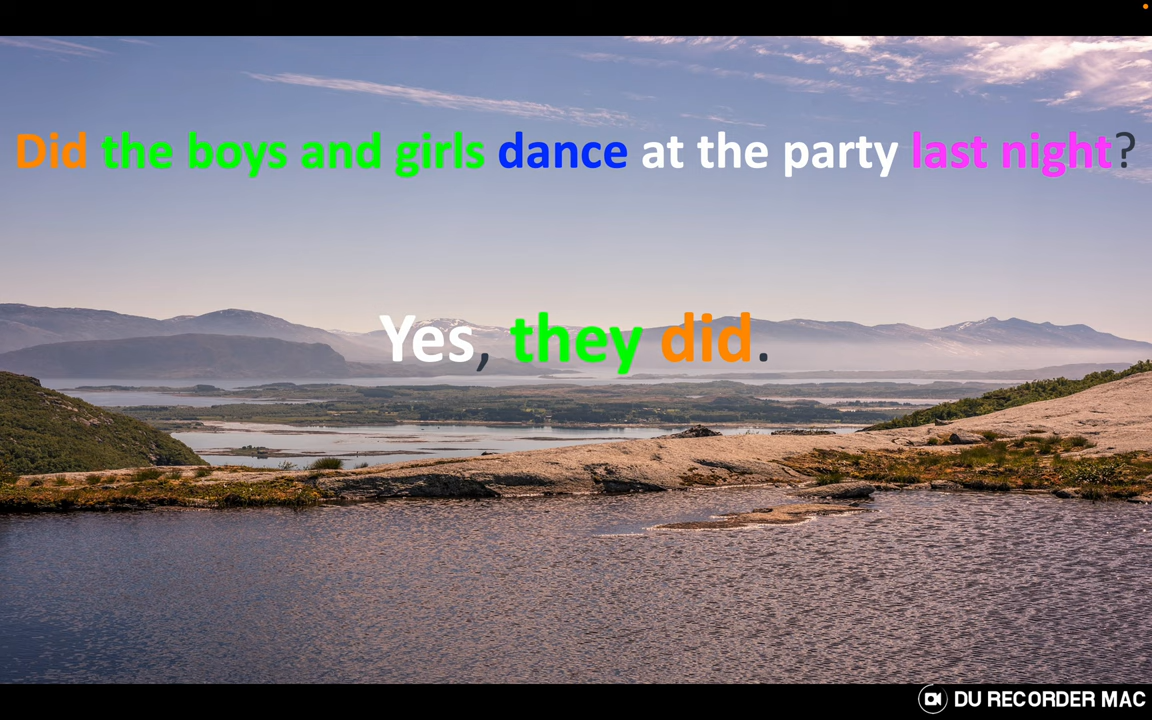 Did the boys and girls dance at the party last night?
Yes, they did.
DU RECORDER MAC